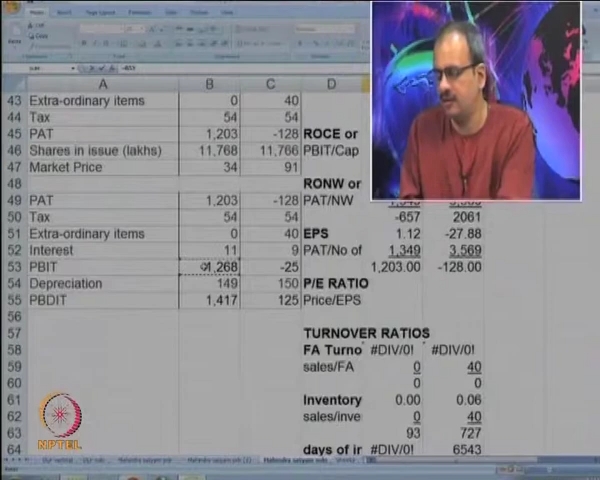 A B C D
43 Extra-ordinary items 0 40
44 Tax 54 54
45 PAT 1,203 -128 ROCE or
46 Shares in issue (lakhs) 11,768 11,766 PBIT/Cap
47 Market Price 34 91
48 RONW or
49 PAT 1,203 -128 PAT/NW
50 Tax 54 54 -657 2061
51 Extra-ordinary items 0 40 EPS 1.12 -27.88
52 Interest 11 9 PAT/No of 1,349 3,569
53 PBIT 1,268 -25 1,203.00 -128.00
54 Depreciation 149 150 P/E RATIO
55 PBDIT 1,417 125 Price/EPS
56
57 TURNOVER RATIOS
58 FA Turno #DIV/0! #DIV/0!
59 sales/FA 0 40
60 0 0
61 Inventory 0.00 0.06
62 sales/inve 0 40
63 93 727
64 days of ir #DIV/0! 6543
NPTEL